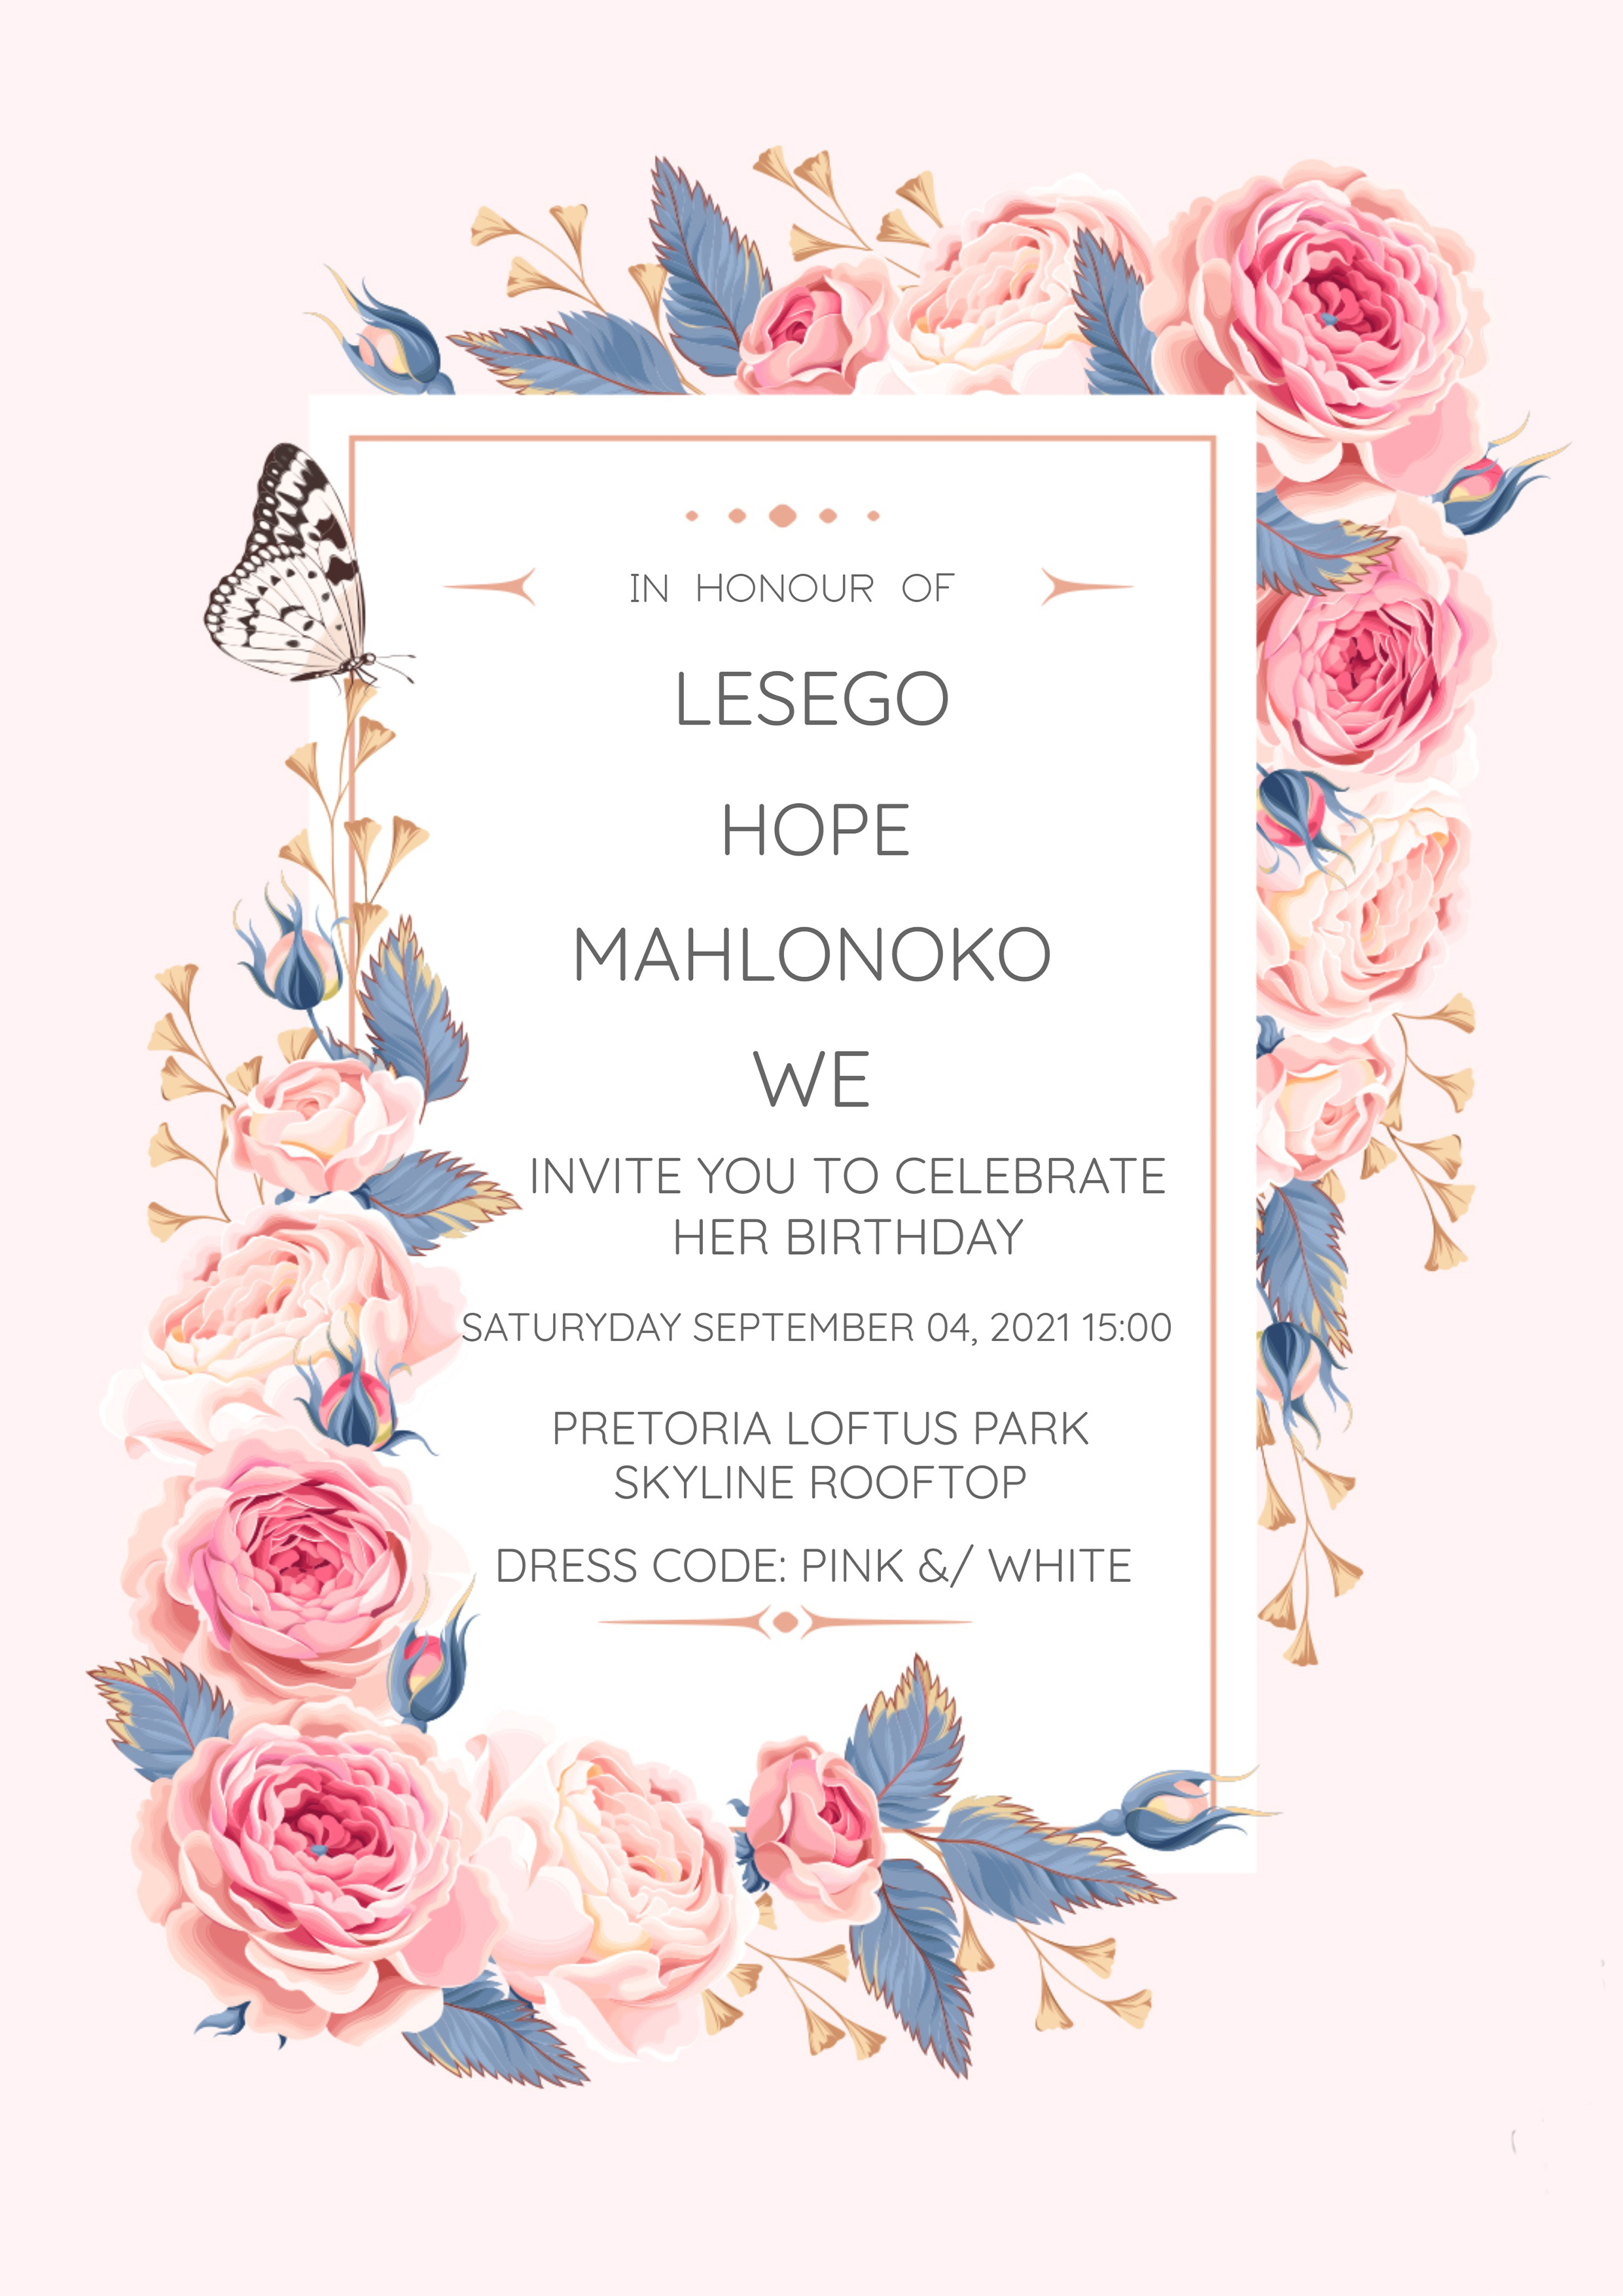 IN HONOUR OF
LESEGO
HOPE
MAHLONOKO
WE
INVITE YOU TO CELEBRATE
HER BIRTHDAY
SATURYDAY SEPTEMBER 04, 2021 15:00
PRETORIA LOFTUS PARK
SKYLINE ROOFTOP
DRESS CODE: PINK &/ WHITE